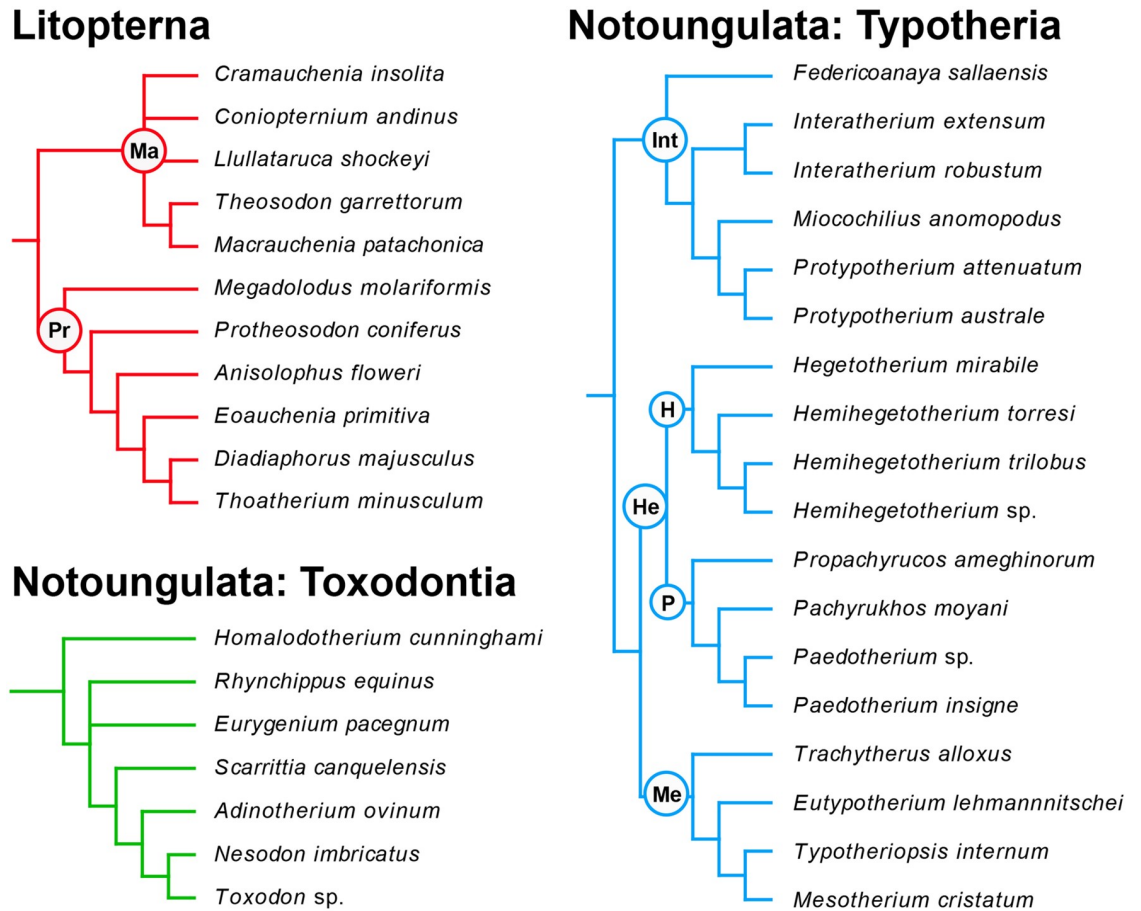 Litopterna
Cramauchenia insolita
Coniopternium andinus
Ma
Llullataruca shockeyi
Theosodon garrettorum
Macrauchenia patachonica
Megadolodus molariformis
Pr
Protheosodon coniferus
Anisolophus floweri
Eoauchenia primitiva
Diadiaphorus majusculus
Thoatherium minusculum
Notoungulata: Toxodontia
Homalodotherium cunninghami
Rhynchippus equinus
Eurygenium pacegnum
Scarrittia canquelensis
Adinotherium ovinum
Nesodon imbricatus
Toxodon sp.
Notoungulata: Typotheria
Federicoanaya sallaensis
Int
Interatherium extensum
Interatherium robustum
Miocochilius anomopodus
Protypotherium attenuatum
Protypotherium australe
Hegetotherium mirabile
H
Hemihegetotherium torresi
Hemihegetotherium trilobus
He
Hemihegetotherium sp.
Propachyrucos ameghinorum
P
Pachyrukhos moyani
Paedotherium sp.
Paedotherium insigne
Trachytherus alloxus
Me
Eutypotherium lehmannnitschei
Typotheriopsis internum
Mesotherium cristatum